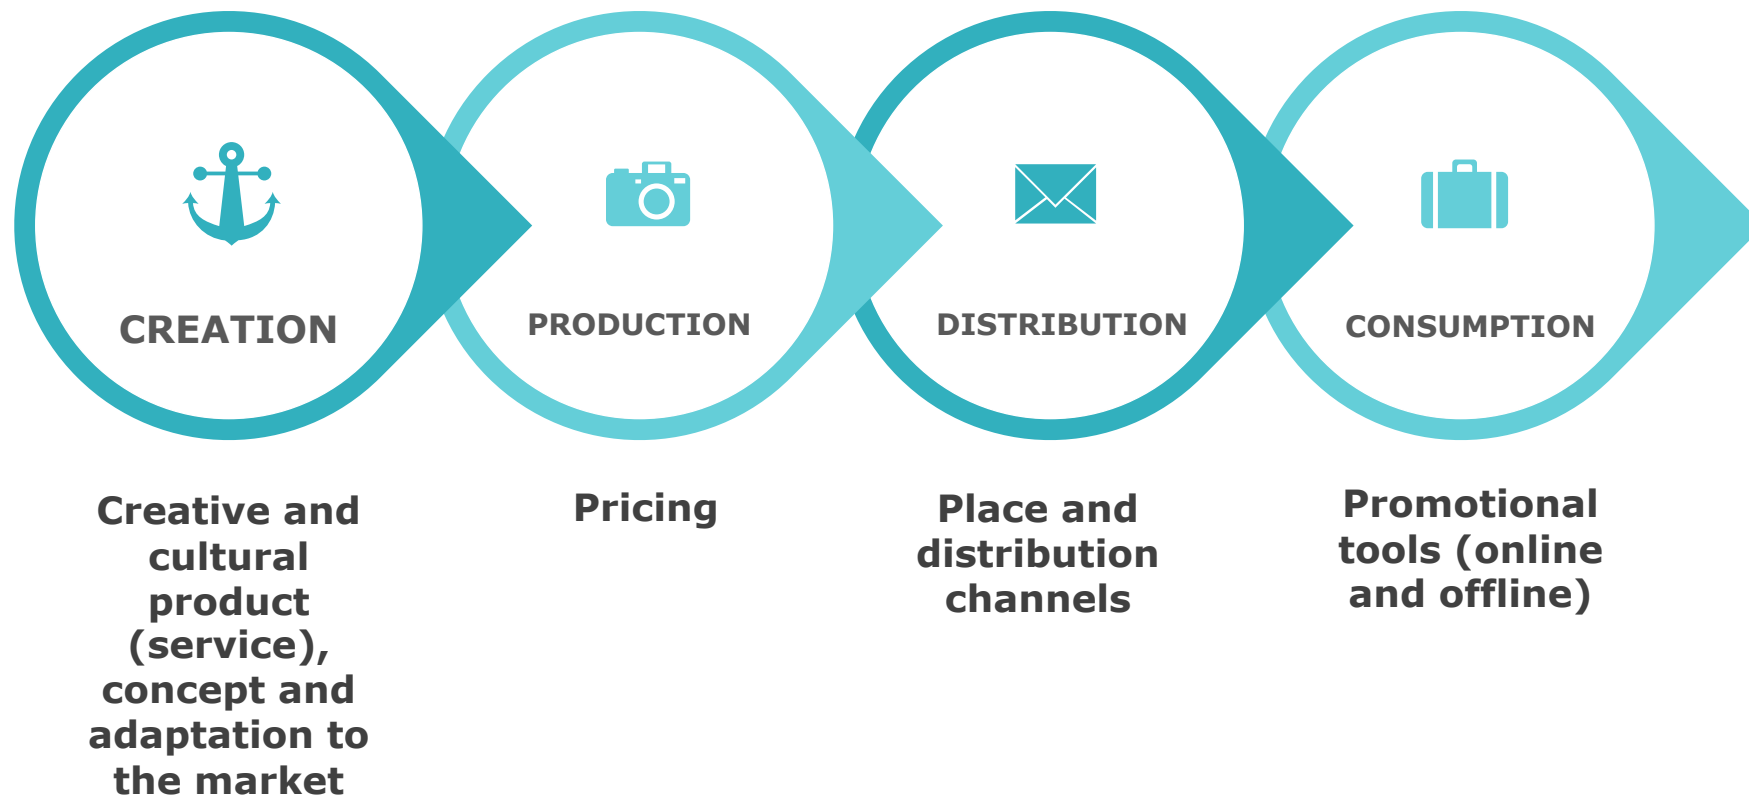 CREATION
PRODUCTION
DISTRIBUTION
CONSUMPTION
Creative and
cultural
product
(service),
concept and
adaptation to
the market
Pricing
Place and
distribution
channels
Promotional
tools (online
and offline)